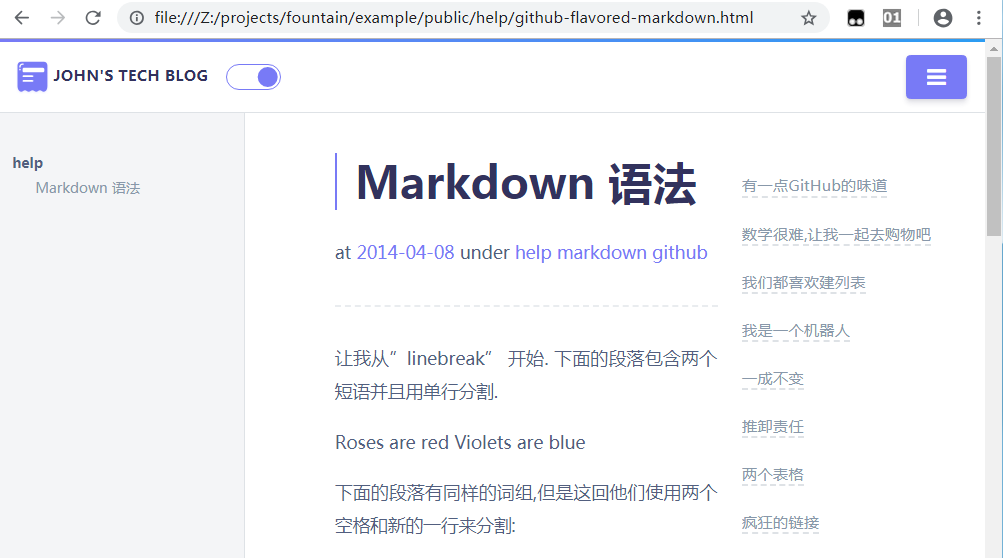 file:///Z:/projects/fountain/example/public/help/github-flavored-markdown.html
01
JOHN'S TECH BLOG
help
Markdown 语法
Markdown 语法
at 2014-04-08 under help markdown github
让我从”linebreak” 开始. 下面的段落包含两个
短语并且用单行分割.
Roses are red Violets are blue
下面的段落有同样的词组,但是这回他们使用两个
空格和新的一行来分割:
有一点GitHub的味道
数学很难,让我一起去购物吧
我们都喜欢建列表
我是一个机器人
一成不变
推卸责任
两个表格
疯狂的链接